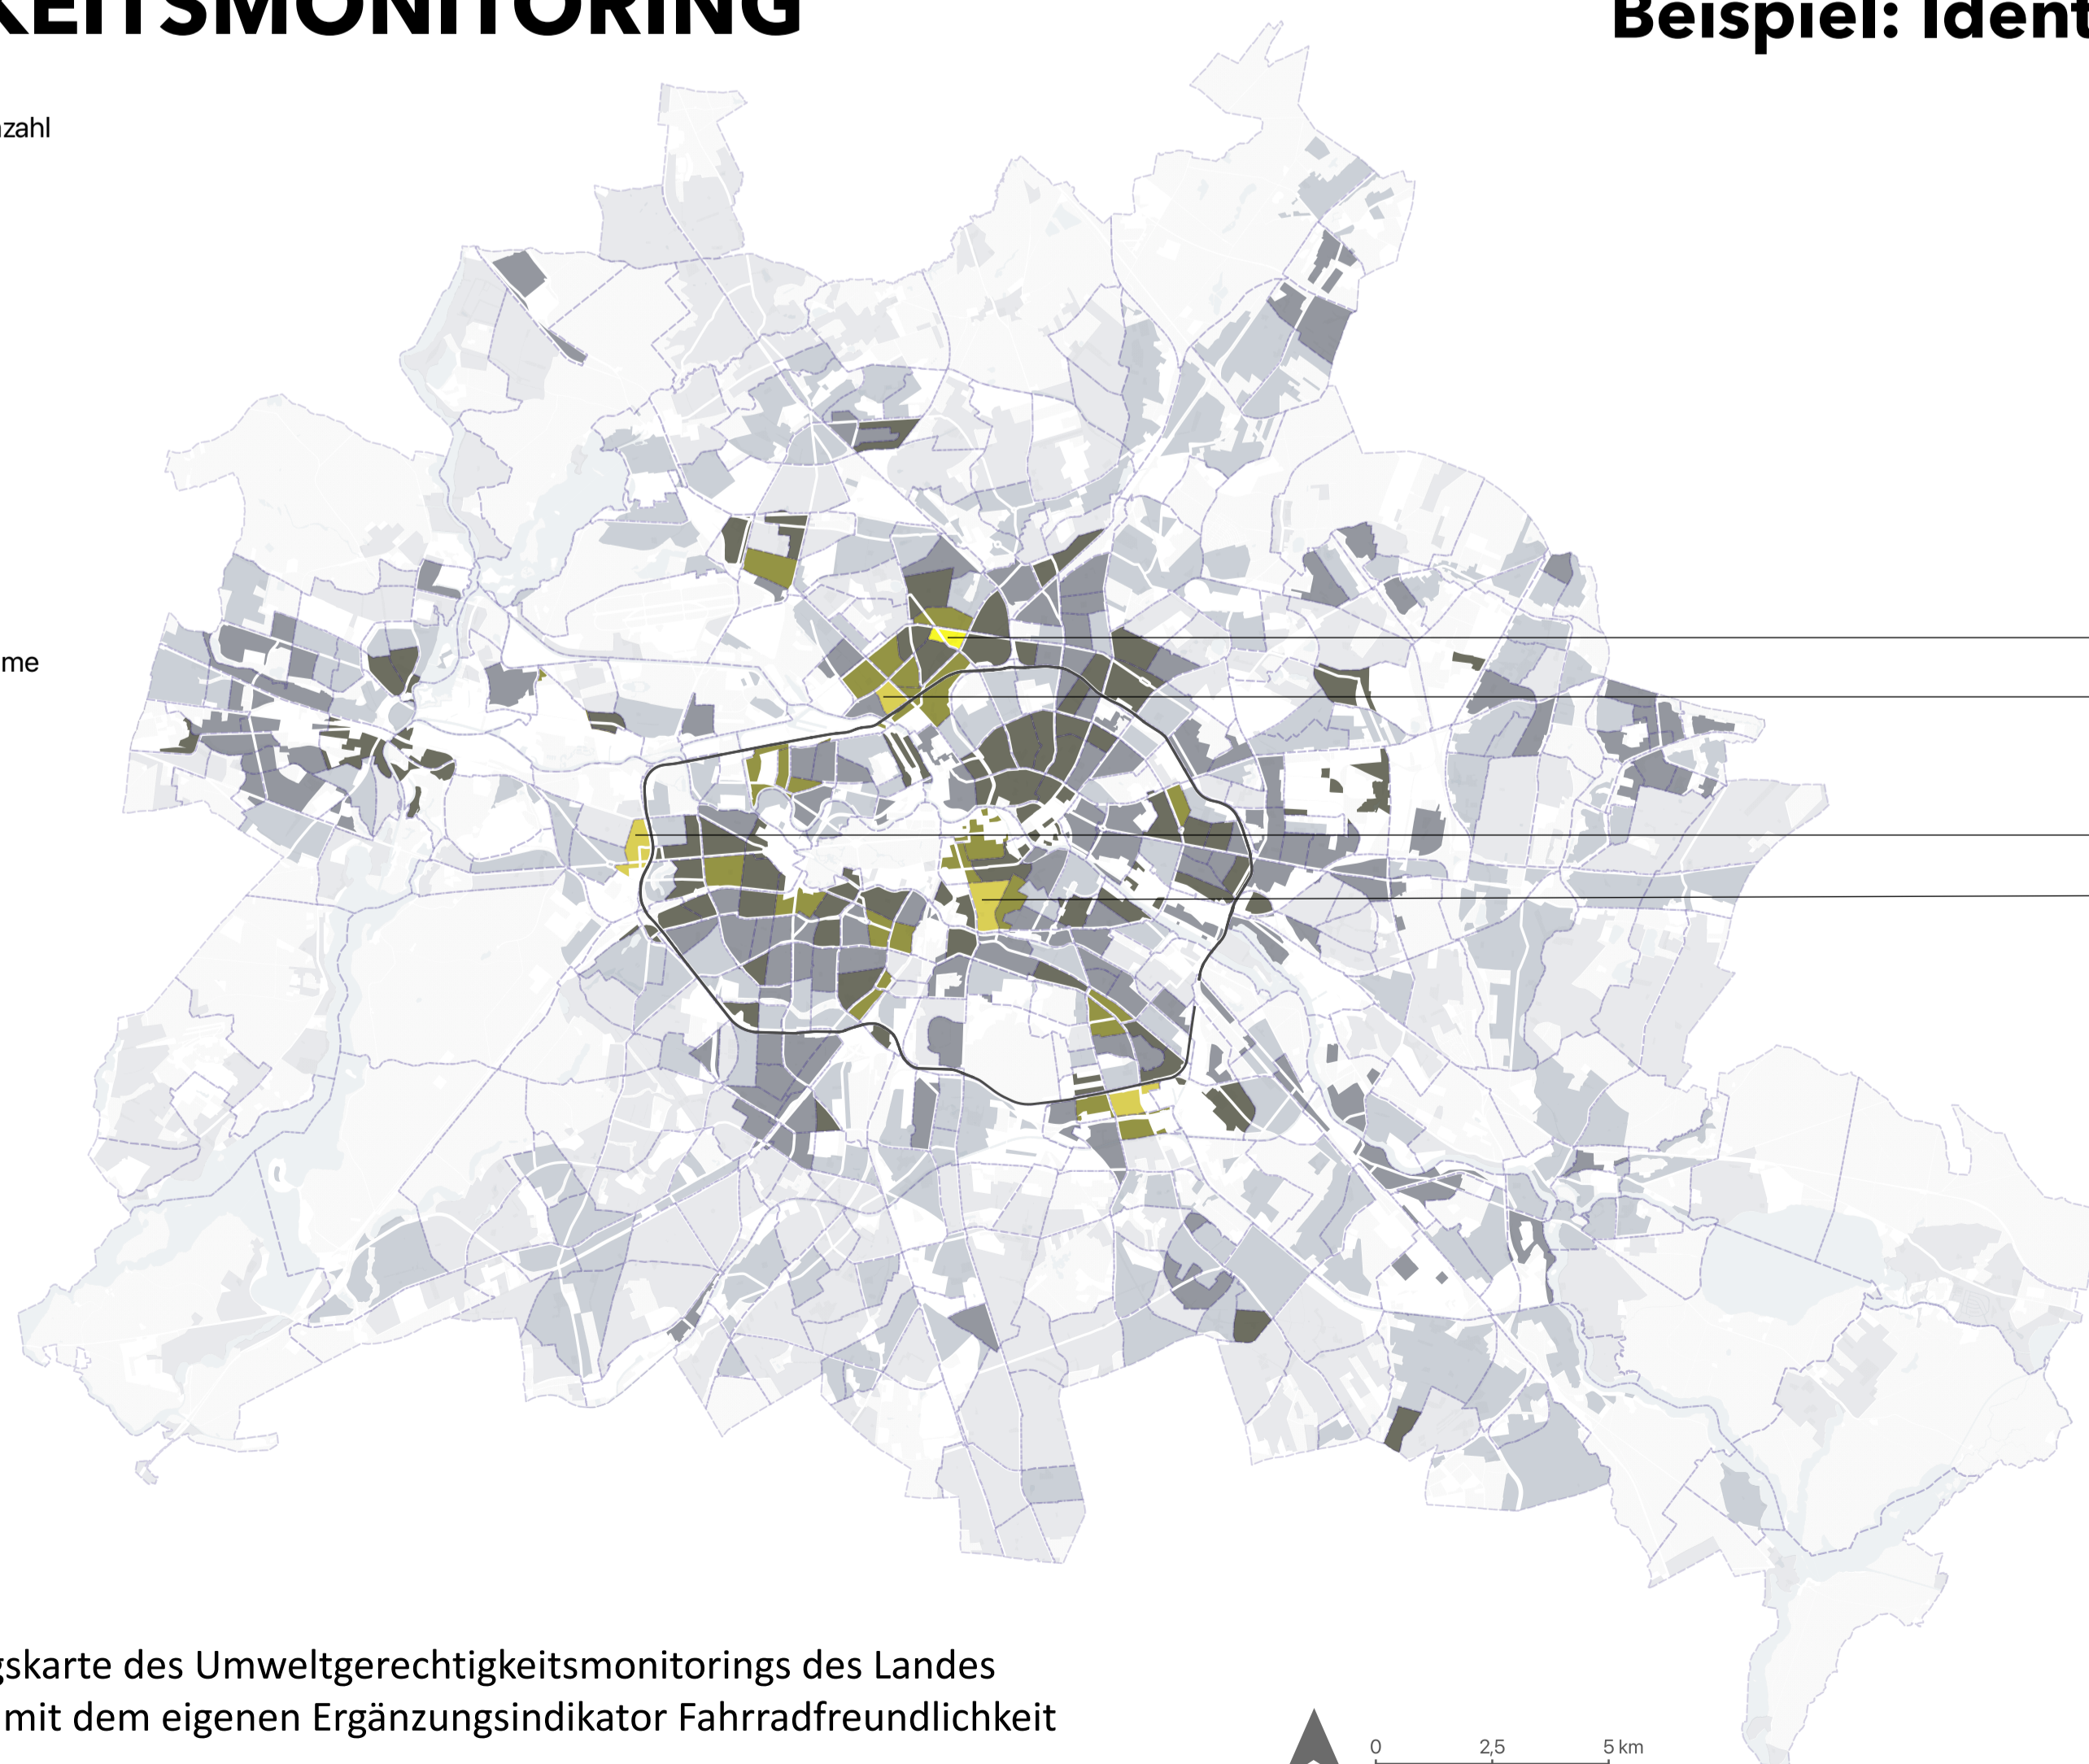 KEITSMONITORING
Beispiel: Ident
zahl
me
gskarte des Umweltgerechtigkeitsmonitorings des Landes
mit dem eigenen Ergänzungsindikator Fahrradfreundlichkeit
0 2,5 5 km